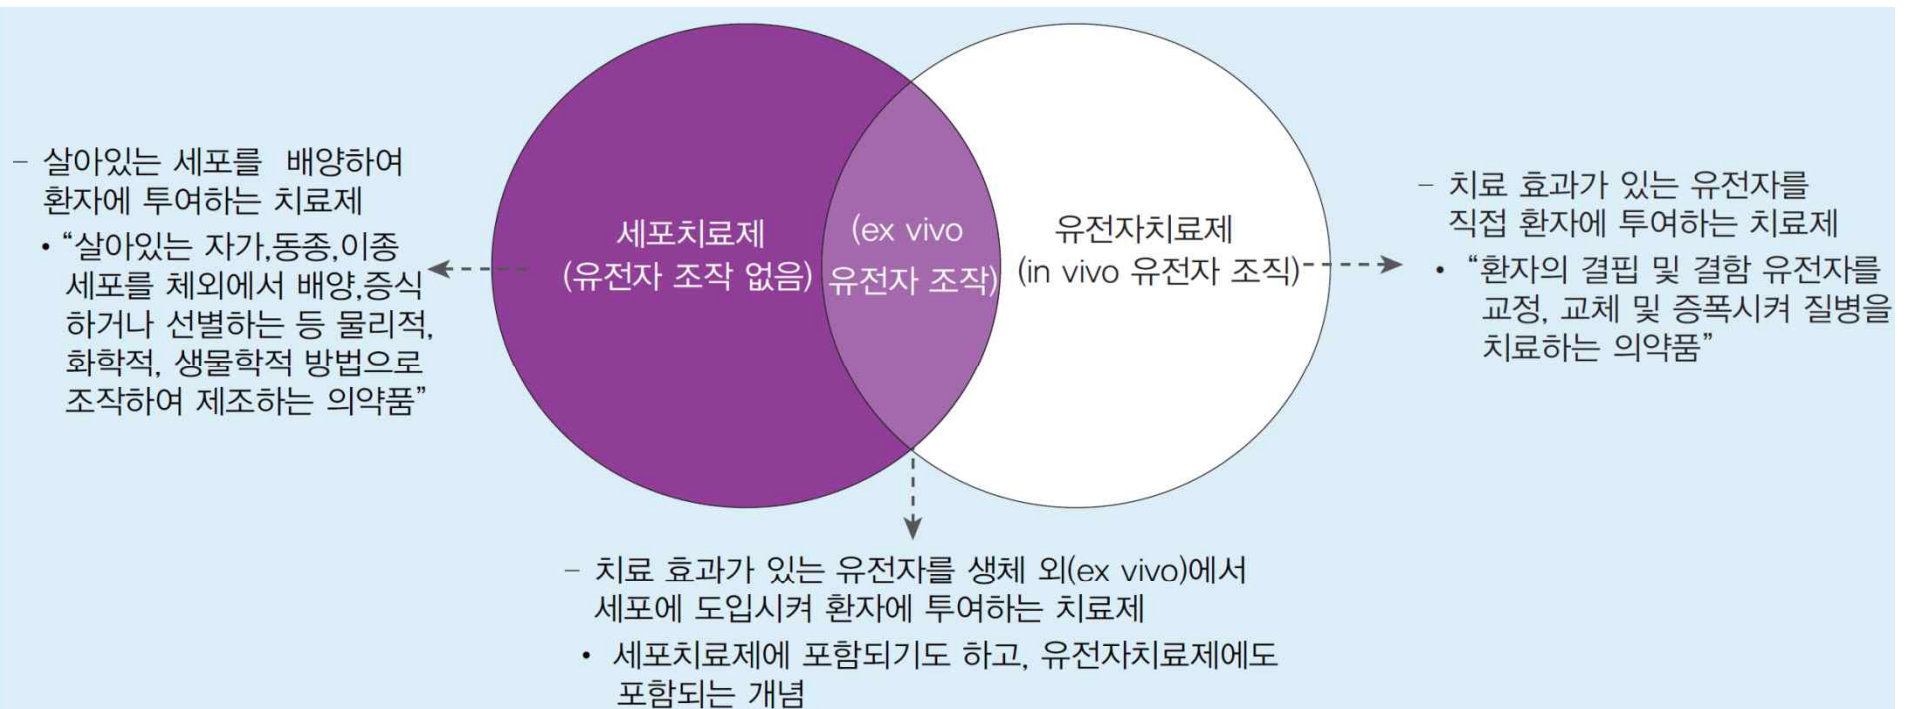 – 살아있는 세포를 배양하여
환자에 투여하는 치료제
• “살아있는 자가,동종,이종
세포를 체외에서 배양,증식
하거나 선별하는 등 물리적,
화학적, 생물학적 방법으로
조작하여 제조하는 의약품”
세포치료제
(유전자 조작 없음)
(ex vivo
유전자 조작)
유전자치료제
(in vivo 유전자 조직)
– 치료 효과가 있는 유전자를
직접 환자에 투여하는 치료제
• “환자의 결핍 및 결함 유전자를
교정, 교체 및 증폭시켜 질병을
치료하는 의약품”
– 치료 효과가 있는 유전자를 생체 외(ex vivo)에서
세포에 도입시켜 환자에 투여하는 치료제
• 세포치료제에 포함되기도 하고, 유전자치료제에도
포함되는 개념